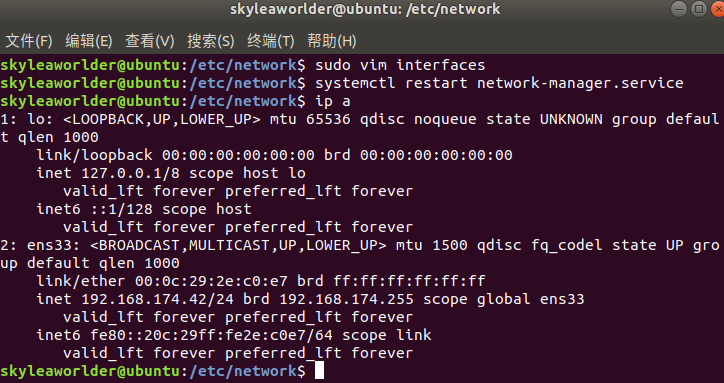 skyleaworlder@ubuntu: /etc/network
文件(F) 编辑(E) 查看(V) 搜索(S) 终端(T) 帮助(H)
skyleaworlder@ubuntu:/etc/network$ sudo vim interfaces
skyleaworlder@ubuntu:/etc/network$ systemctl restart network-manager.service
skyleaworlder@ubuntu:/etc/network$ ip a
1: lo: <LOOPBACK,UP,LOWER_UP> mtu 65536 qdisc noqueue state UNKNOWN group defaul
t qlen 1000
    link/loopback 00:00:00:00:00:00 brd 00:00:00:00:00:00
    inet 127.0.0.1/8 scope host lo
       valid_lft forever preferred_lft forever
    inet6 ::1/128 scope host
       valid_lft forever preferred_lft forever
2: ens33: <BROADCAST,MULTICAST,UP,LOWER_UP> mtu 1500 qdisc fq_codel state UP gro
up default qlen 1000
    link/ether 00:0c:29:2e:c0:e7 brd ff:ff:ff:ff:ff:ff
    inet 192.168.174.42/24 brd 192.168.174.255 scope global ens33
       valid_lft forever preferred_lft forever
    inet6 fe80::20c:29ff:fe2e:c0e7/64 scope link
       valid_lft forever preferred_lft forever
skyleaworlder@ubuntu:/etc/network$